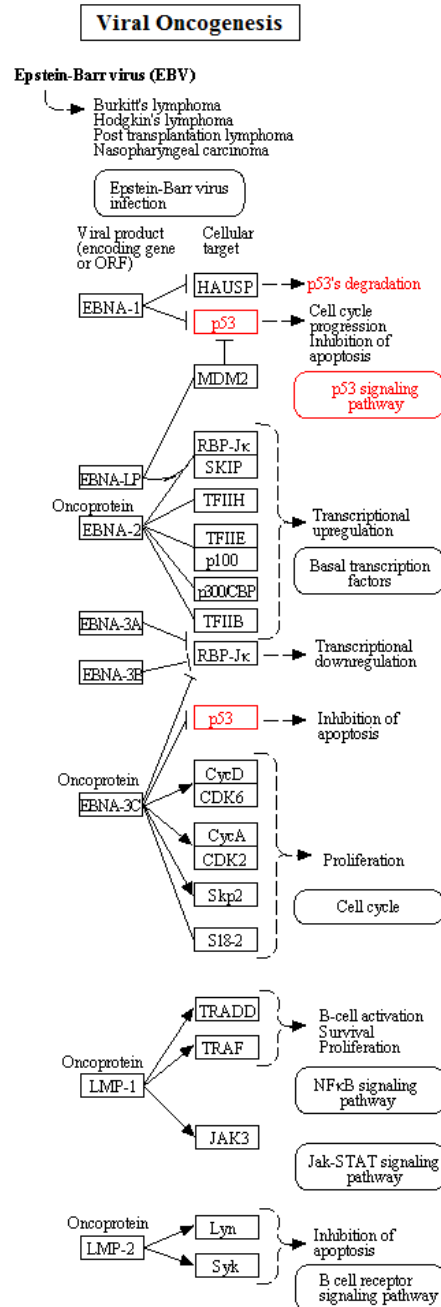 Viral Oncogenesis
Epstein-Barr virus (EBV)
Burkitt's lymphoma
Hodgkin's lymphoma
Post transplantation lymphoma
Nasopharyngeal carcinoma
Epstein-Barr virus
infection
Viral product
(encoding gene
or ORF)
Cellular
target
EBNA-1
HAUSP
p53's degradation
p53
Cell cycle
progression
Inhibition of
apoptosis
MDM2
p53 signaling
pathway
EBNA-LP
Oncoprotein
EBNA-2
RBP-Jκ
SKIP
TFIIH
TFIIE
p100
p300/CBP
TFIIB
Transcriptional
upregulation
Basal transcription
factors
EBNA-3A
EBNA-3B
RBP-Jκ
Transcriptional
downregulation
p53
Inhibition of
apoptosis
Oncoprotein
EBNA-3C
CycD
CDK6
CycA
CDK2
Skp2
S18-2
Proliferation
Cell cycle
Oncoprotein
LMP-1
TRADD
TRAF
JAK3
B-cell activation
Survival
Proliferation
NFκB signaling
pathway
Jak-STAT signaling
pathway
Oncoprotein
LMP-2
Lyn
Syk
Inhibition of
apoptosis
B cell receptor
signaling pathway